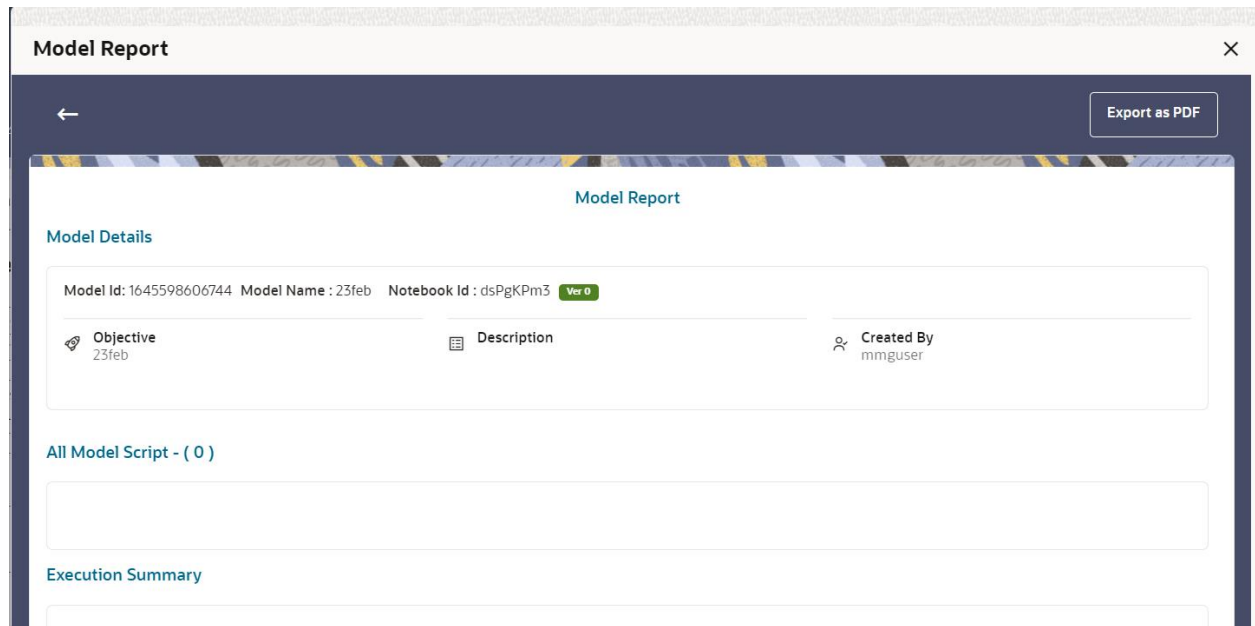 Model Report
Export as PDF
Model Report
Model Details
Model Id: 1645598606744 Model Name : 23feb Notebook Id : dsPgKPm3 Ver 0
Objective Description Created By
23feb mmguser
All Model Script - ( 0 )
Execution Summary